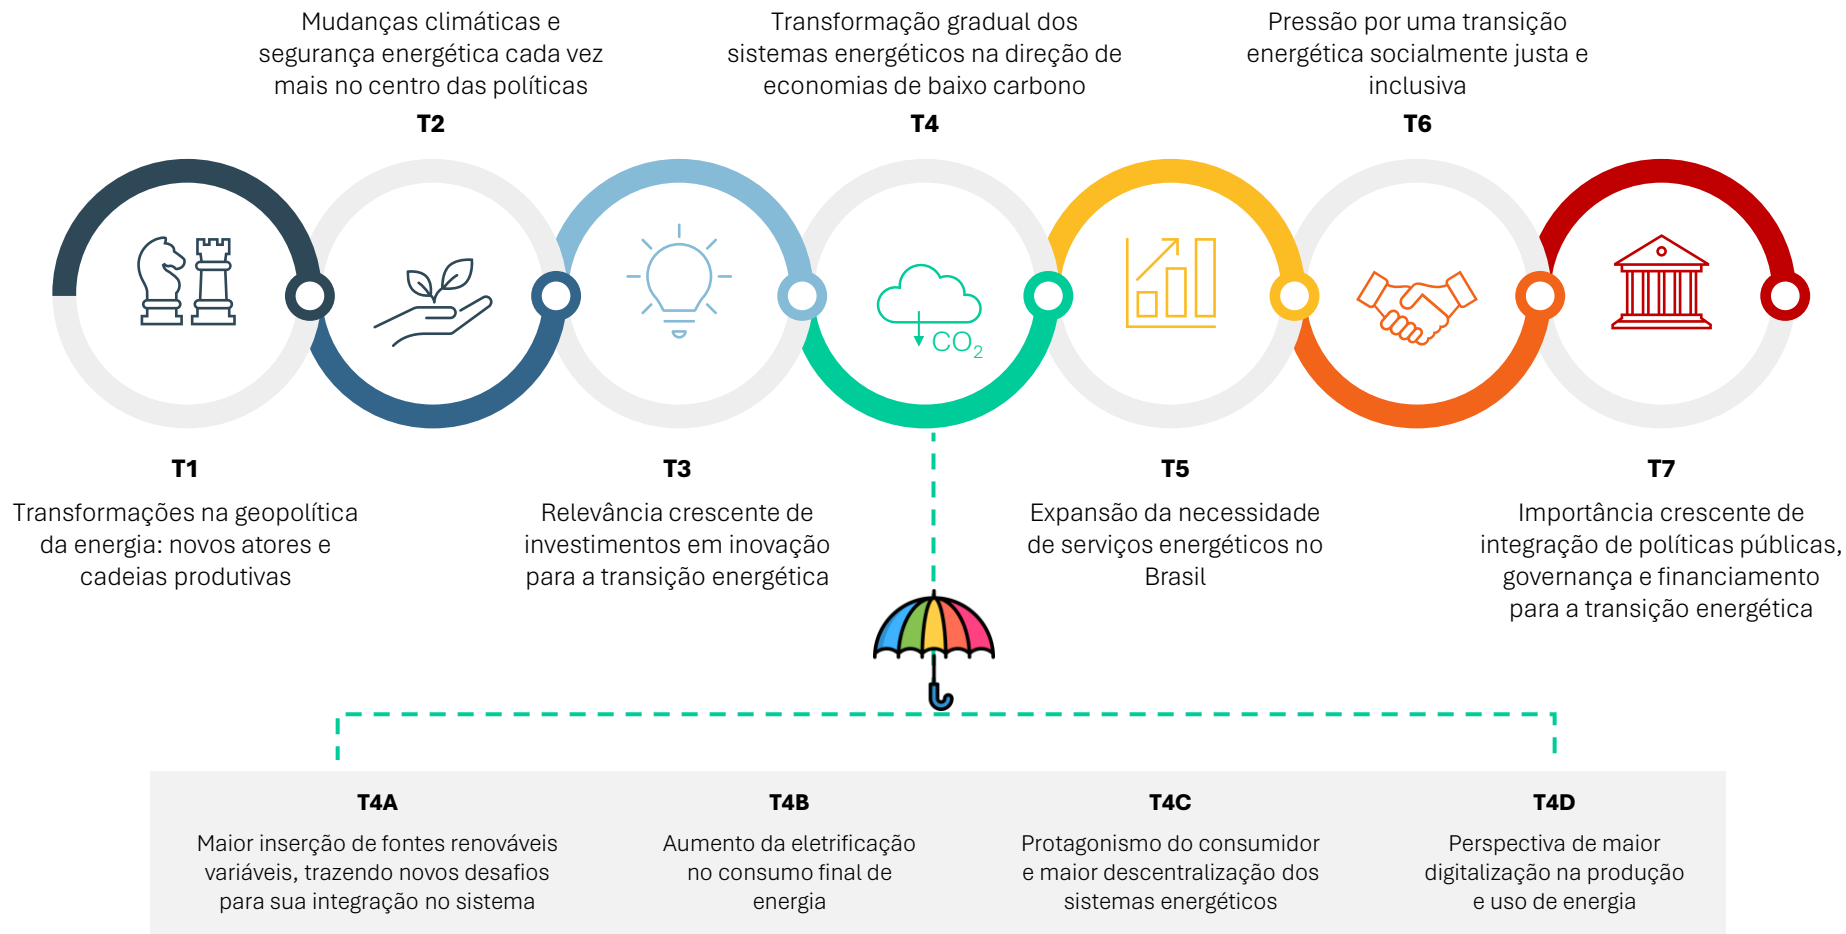 Mudanças climáticas e
segurança energética cada vez
mais no centro das políticas
T2
Transformação gradual dos
sistemas energéticos na direção de
economias de baixo carbono
T4
Pressão por uma transição
energética socialmente justa e
inclusiva
T6
CO2
T1
Transformações na geopolítica
da energia: novos atores e
cadeias produtivas
T3
Relevância crescente de
investimentos em inovação
para a transição energética
T5
Expansão da necessidade
de serviços energéticos no
Brasil
T7
Importância crescente de
integração de políticas públicas,
governança e financiamento
para a transição energética
T4A
Maior inserção de fontes renováveis
variáveis, trazendo novos desafios
para sua integração no sistema
T4B
Aumento da eletrificação
no consumo final de
energia
T4C
Protagonismo do consumidor
e maior descentralização dos
sistemas energéticos
T4D
Perspectiva de maior
digitalização na produção
e uso de energia